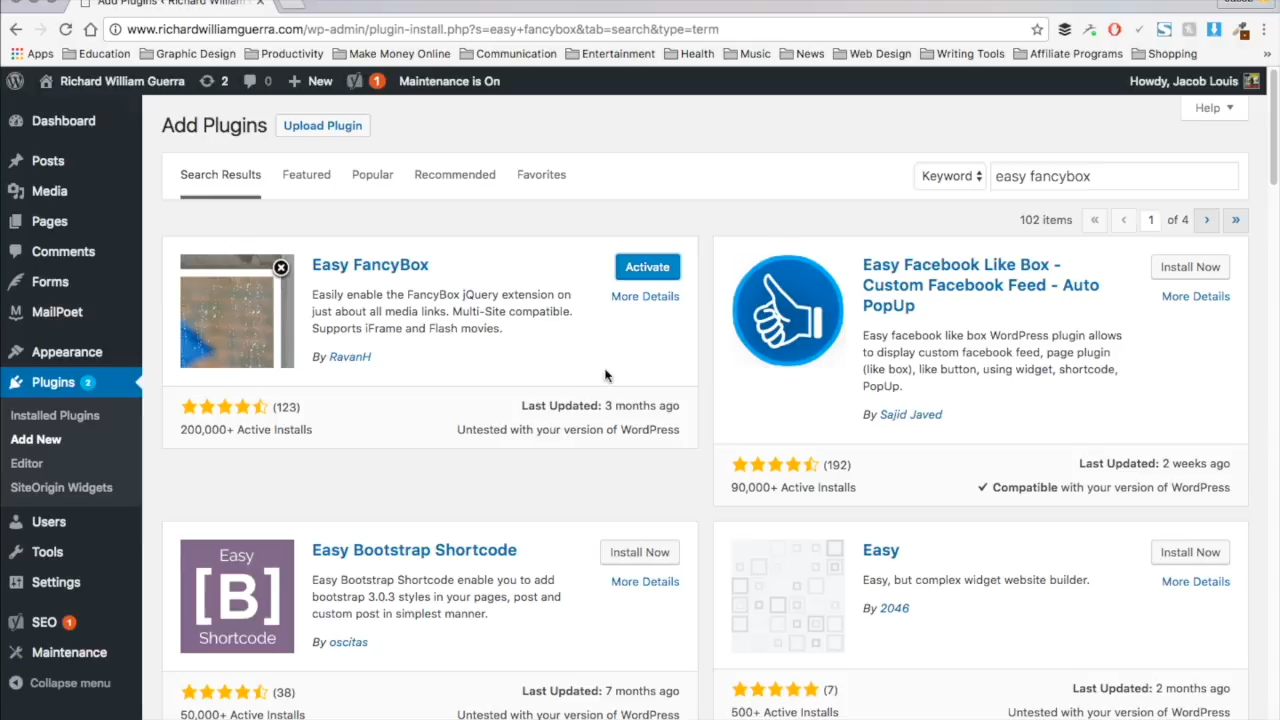 Add Plugins ‹ Richard William
www.richardwilliamguerra.com/wp-admin/plugin-install.php?s=easy+fancybox&tab=search&type=term
Apps Education Graphic Design Productivity Make Money Online Communication Entertainment Health Music News Web Design Writing Tools Affiliate Programs Shopping »
Richard William Guerra 2 0 New 1 Maintenance is On Howdy, Jacob Louis
Help
Dashboard
Posts
Media
Pages
Comments
Forms
MailPoet
Appearance
Plugins 2
Installed Plugins
Add New
Editor
SiteOrigin Widgets
Users
Tools
Settings
SEO 1
Maintenance
Collapse menu
Add Plugins Upload Plugin
Search Results Featured Popular Recommended Favorites Keyword easy fancybox
102 items « ‹ 1 of 4 › »
Easy FancyBox
Activate
More Details
Easily enable the FancyBox jQuery extension on
just about all media links. Multi-Site compatible.
Supports iFrame and Flash movies.
By RavanH
(123) Last Updated: 3 months ago
200,000+ Active Installs Untested with your version of WordPress
Easy Facebook Like Box -
Custom Facebook Feed - Auto
PopUp
Install Now
More Details
Easy facebook like box WordPress plugin allows
to display custom facebook feed, page plugin
(like box), like button, using widget, shortcode,
PopUp.
By Sajid Javed
(192) Last Updated: 2 weeks ago
90,000+ Active Installs ✓ Compatible with your version of WordPress
Easy
[B]
Shortcode
Easy Bootstrap Shortcode
Install Now
More Details
Easy Bootstrap Shortcode enable you to add
bootstrap 3.0.3 styles in your pages, post and
custom post in simplest manner.
By oscitas
(38) Last Updated: 7 months ago
50,000+ Active Installs Untested with your version of WordPress
Easy
Install Now
More Details
Easy, but complex widget website builder.
By 2046
(7) Last Updated: 2 months ago
500+ Active Installs Untested with your version of WordPress